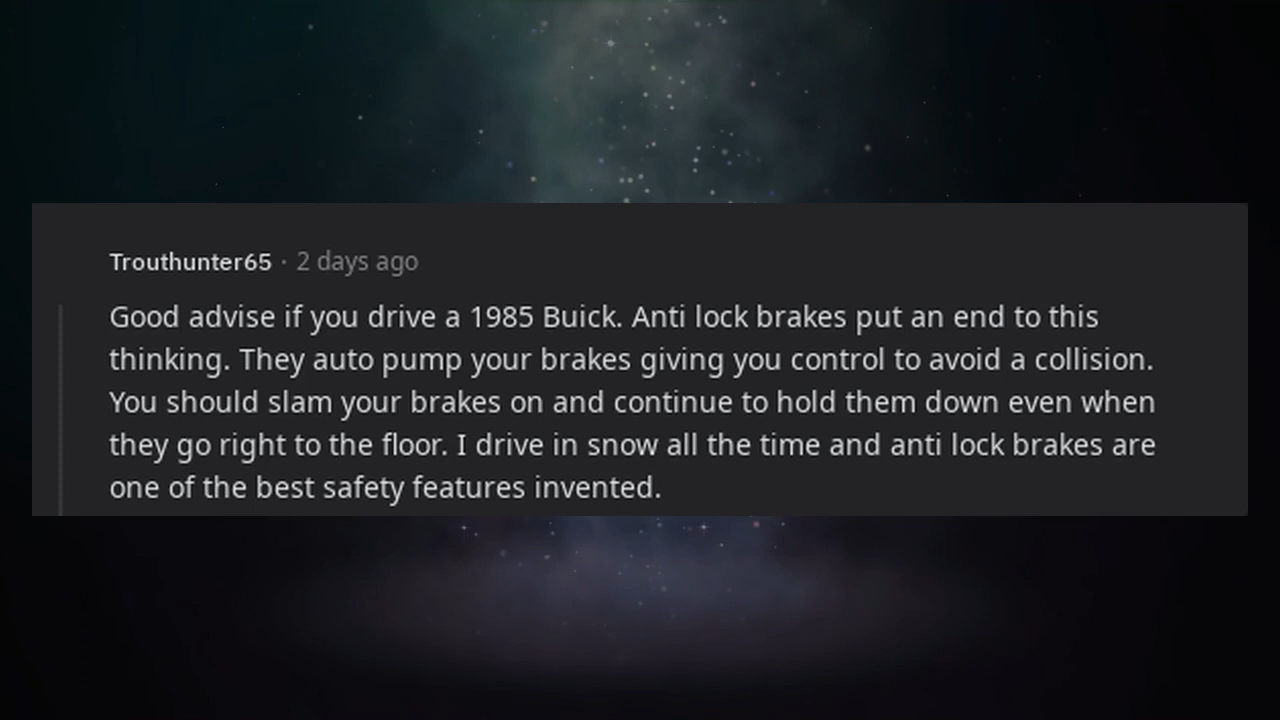 Trouthunter65 · 2 days ago
Good advise if you drive a 1985 Buick. Anti lock brakes put an end to this
thinking. They auto pump your brakes giving you control to avoid a collision.
You should slam your brakes on and continue to hold them down even when
they go right to the floor. I drive in snow all the time and anti lock brakes are
one of the best safety features invented.